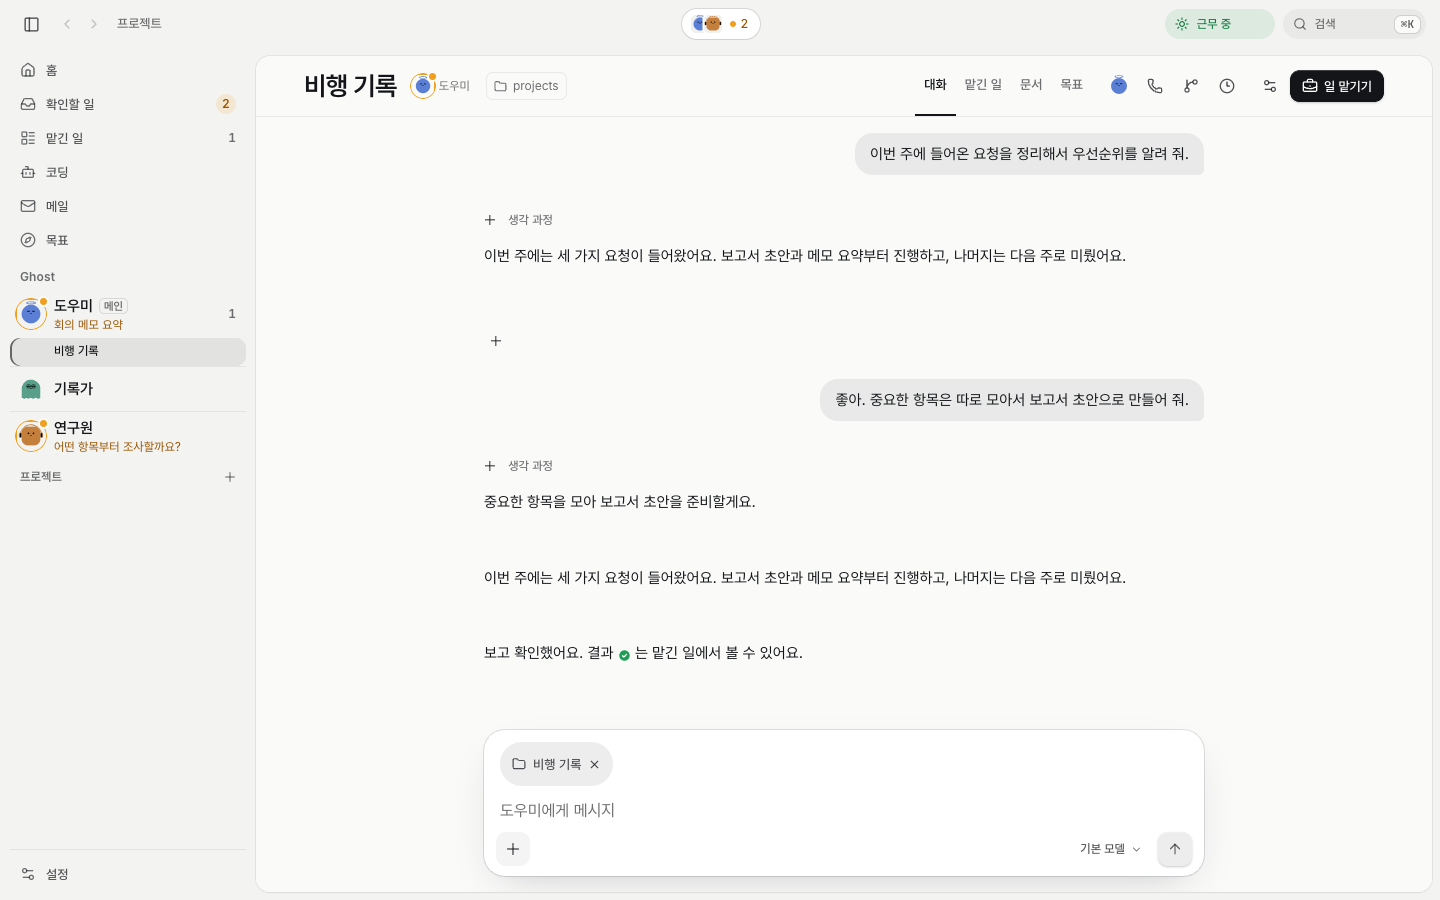 프로젝트
2
근무 중
검색
⌘K
홈
확인할 일
2
맡긴 일
1
코딩
메일
목표
Ghost
도우미
메인
회의 메모 요약
1
비행 기록
기록가
연구원
어떤 항목부터 조사할까요?
프로젝트
설정
비행 기록
도우미
projects
대화
맡긴 일
문서
목표
일 맡기기
이번 주에 들어온 요청을 정리해서 우선순위를 알려 줘.
생각 과정
이번 주에는 세 가지 요청이 들어왔어요. 보고서 초안과 메모 요약부터 진행하고, 나머지는 다음 주로 미뤘어요.
좋아. 중요한 항목은 따로 모아서 보고서 초안으로 만들어 줘.
생각 과정
중요한 항목을 모아 보고서 초안을 준비할게요.
이번 주에는 세 가지 요청이 들어왔어요. 보고서 초안과 메모 요약부터 진행하고, 나머지는 다음 주로 미뤘어요.
보고 확인했어요. 결과 는 맡긴 일에서 볼 수 있어요.
비행 기록
도우미에게 메시지
기본 모델